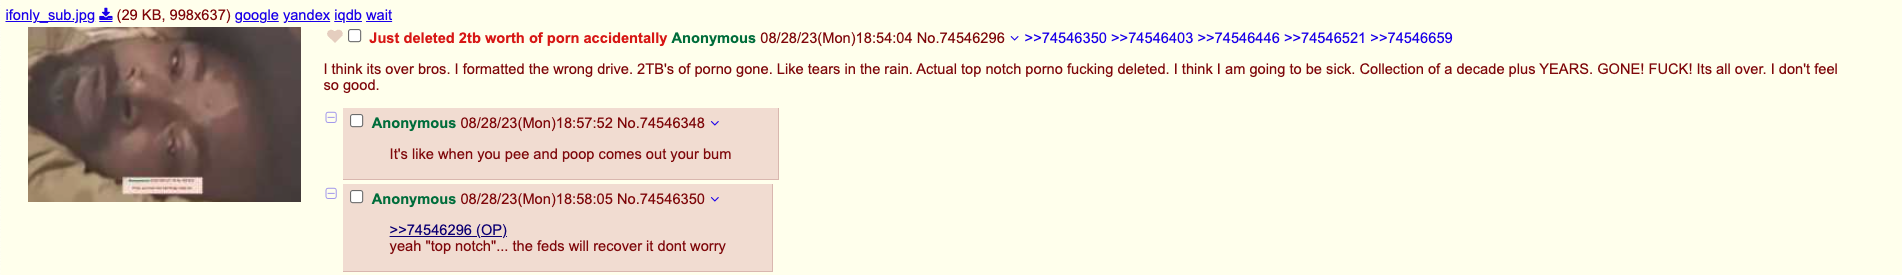 ifonly_sub.jpg (29 KB, 998x637) google yandex iqdb wait
Just deleted 2tb worth of porn accidentally Anonymous 08/28/23(Mon)18:54:04 No.74546296 >>74546350 >>74546403 >>74546446 >>74546521 >>74546659
I think its over bros. I formatted the wrong drive. 2TB's of porno gone. Like tears in the rain. Actual top notch porno fucking deleted. I think I am going to be sick. Collection of a decade plus YEARS. GONE! FUCK! Its all over. I don't feel
so good.
Anonymous 08/28/23(Mon)18:57:52 No.74546348
It's like when you pee and poop comes out your bum
Anonymous 08/28/23(Mon)18:58:05 No.74546350
>>74546296 (OP)
yeah "top notch"... the feds will recover it dont worry